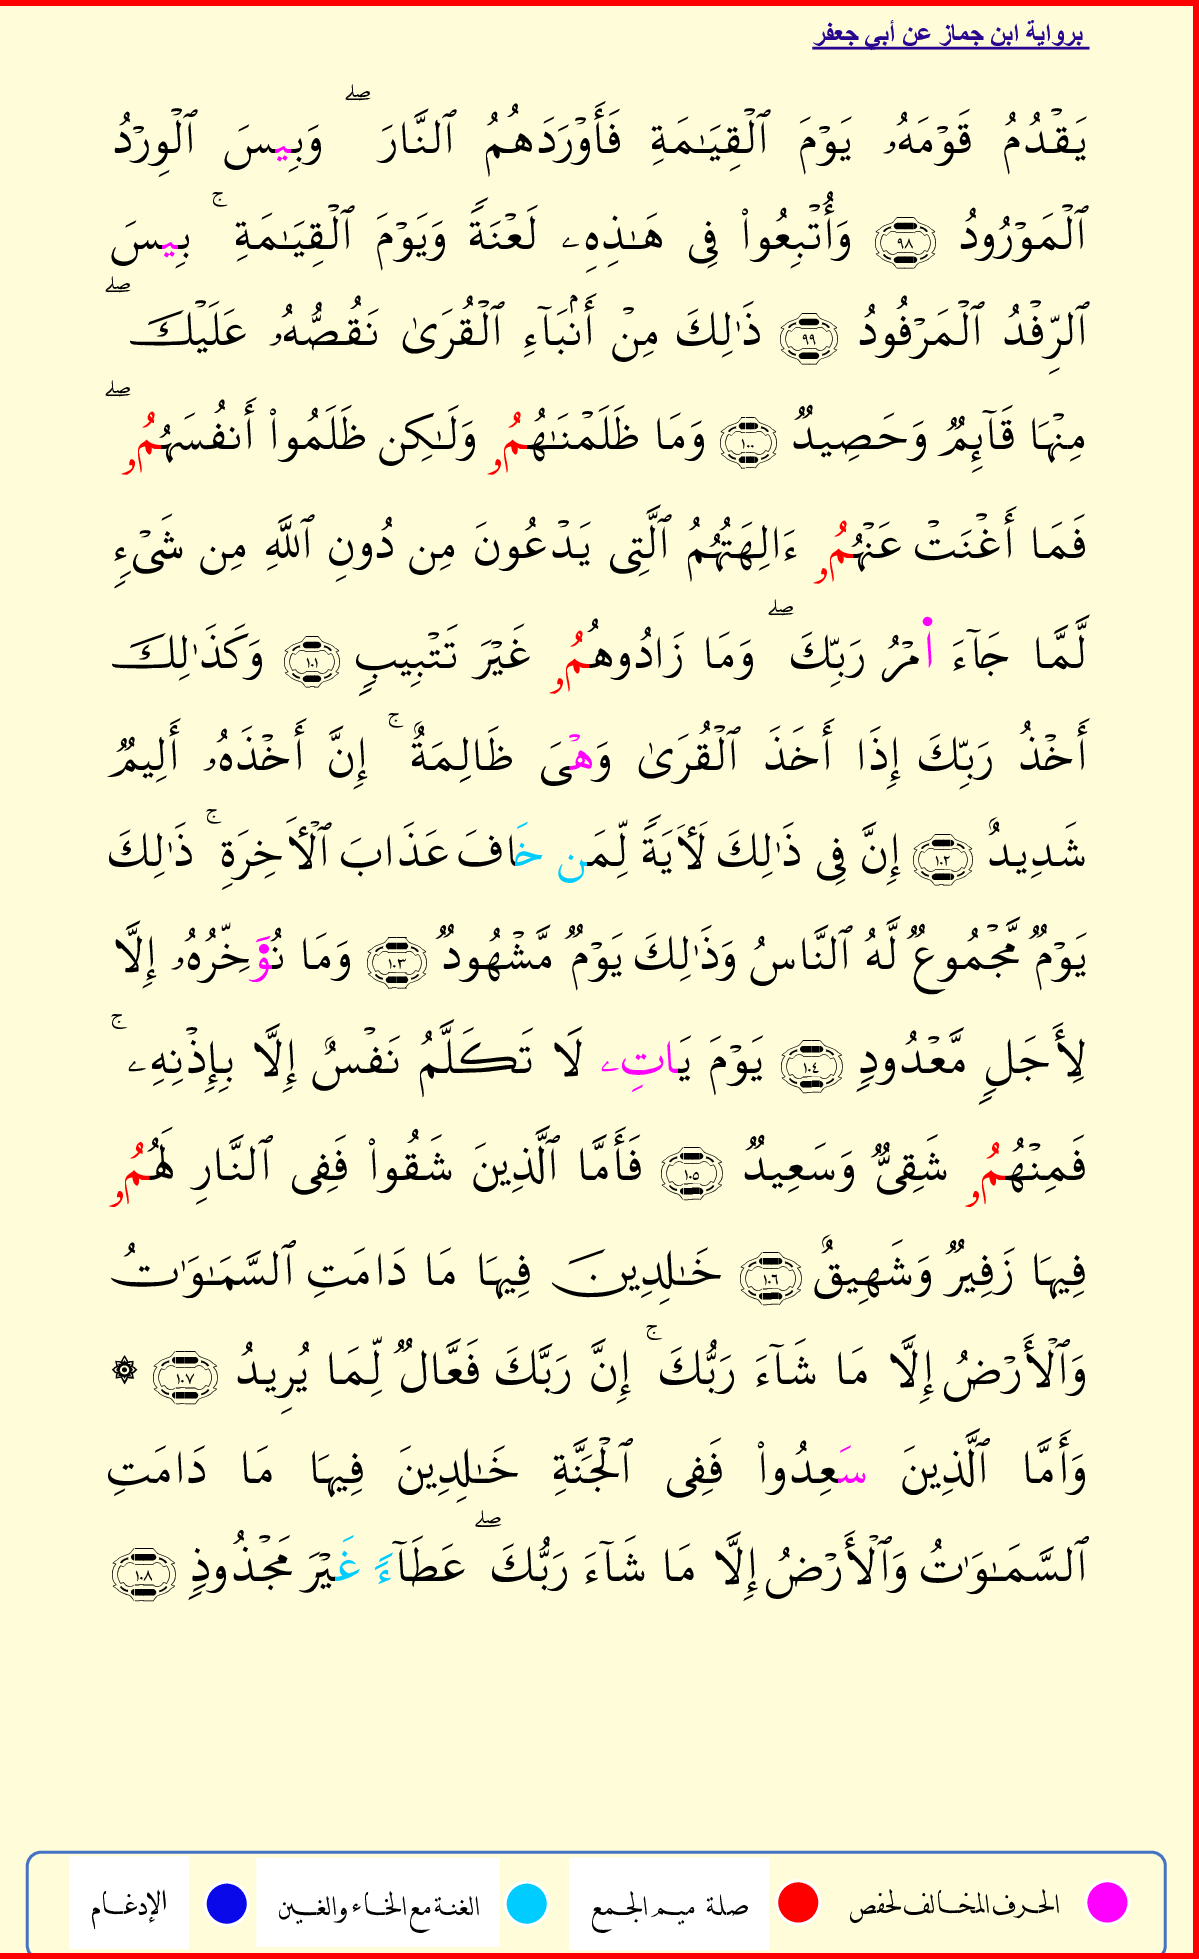 برواية ابن جماز عن أبي جعفر
يَقْدُمُ قَوْمَهُۥ يَوْمَ ٱلْقِيَـٰمَةِ فَأَوْرَدَهُمُ ٱلنَّارَ ۖ وَبِيسَ ٱلْوِرْدُ
ٱلْمَوْرُودُ ٩٨ وَأُتْبِعُوا۟ فِى هَـٰذِهِۦ لَعْنَةً وَيَوْمَ ٱلْقِيَـٰمَةِ ۚ بِيسَ
ٱلرِّفْدُ ٱلْمَرْفُودُ ٩٩ ذَٰلِكَ مِنْ أَنۢبَآءِ ٱلْقُرَىٰ نَقُصُّهُۥ عَلَيْكَ ۖ
مِنْهَا قَآئِمٌ وَحَصِيدٌ ١٠٠ وَمَا ظَلَمْنَـٰهُمُۥ وَلَـٰكِن ظَلَمُوٓا۟ أَنفُسَهُمُۥ ۖ
فَمَا أَغْنَتْ عَنْهُمُۥ ءَالِهَتُهُمُ ٱلَّتِى يَدْعُونَ مِن دُونِ ٱللَّهِ مِن شَىْءٍ
لَّمَّا جَآءَ ا۬مْرُ رَبِّكَ ۖ وَمَا زَادُوهُمُۥ غَيْرَ تَتْبِيبٍ ١٠١ وَكَذَٰلِكَ
أَخْذُ رَبِّكَ إِذَا أَخَذَ ٱلْقُرَىٰ وَهْىَ ظَالِمَةٌ ۚ إِنَّ أَخْذَهُۥ أَلِيمٌ
شَدِيدٌ ١٠٢ إِنَّ فِى ذَٰلِكَ لَأَيَةً لِّمَن خَافَ عَذَابَ ٱلْأَخِرَةِ ۚ ذَٰلِكَ
يَوْمٌ مَّجْمُوعٌ لَّهُ ٱلنَّاسُ وَذَٰلِكَ يَوْمٌ مَّشْهُودٌ ١٠٣ وَمَا نُوَ۬خِّرُهُۥ إِلَّا
لِأَجَلٍ مَّعْدُودٍ ١٠٤ يَوْمَ يَاتِۦ لَا تَكَلَّمُ نَفْسٌ إِلَّا بِإِذْنِهِۦ ۚ
فَمِنْهُمُۥ شَقِىٌّ وَسَعِيدٌ ١٠٥ فَأَمَّا ٱلَّذِينَ شَقُوا۟ فَفِى ٱلنَّارِ لَهُمُۥ
فِيهَا زَفِيرٌ وَشَهِيقٌ ١٠٦ خَـٰلِدِينَ فِيهَا مَا دَامَتِ ٱلسَّمَـٰوَٰتُ
وَٱلْأَرْضُ إِلَّا مَا شَآءَ رَبُّكَ ۚ إِنَّ رَبَّكَ فَعَّالٌ لِّمَا يُرِيدُ ١٠٧ ۞
وَأَمَّا ٱلَّذِينَ سَعِدُوا۟ فَفِى ٱلْجَنَّةِ خَـٰلِدِينَ فِيهَا مَا دَامَتِ
ٱلسَّمَـٰوَٰتُ وَٱلْأَرْضُ إِلَّا مَا شَآءَ رَبُّكَ ۖ عَطَآءً غَيْرَ مَجْذُوذٍ ١٠٨
الحرف المخالف لحفص صلة ميم الجمع الغنة مع الخاء والغين الإدغام